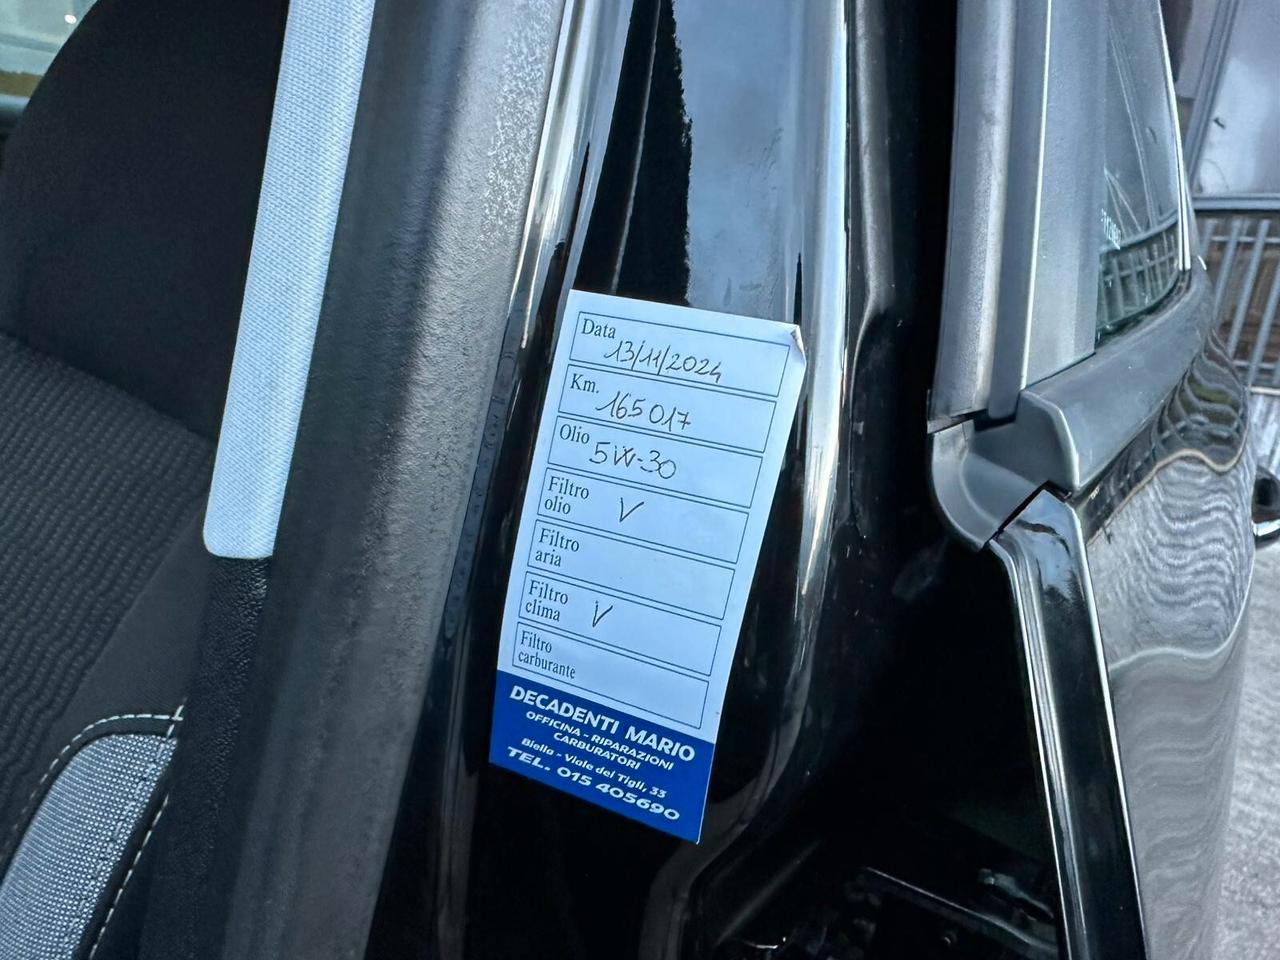 Data 13/11/2024
Km. 165017
Olio 5W-30
Filtro
olio V
Filtro
aria
Filtro
clima V
Filtro
carburante
DECADENTI MARIO
OFFICINA - RIPARAZIONI
CARBURATORI
Biella - Viale dei Tigli, 33
TEL. 015 405690